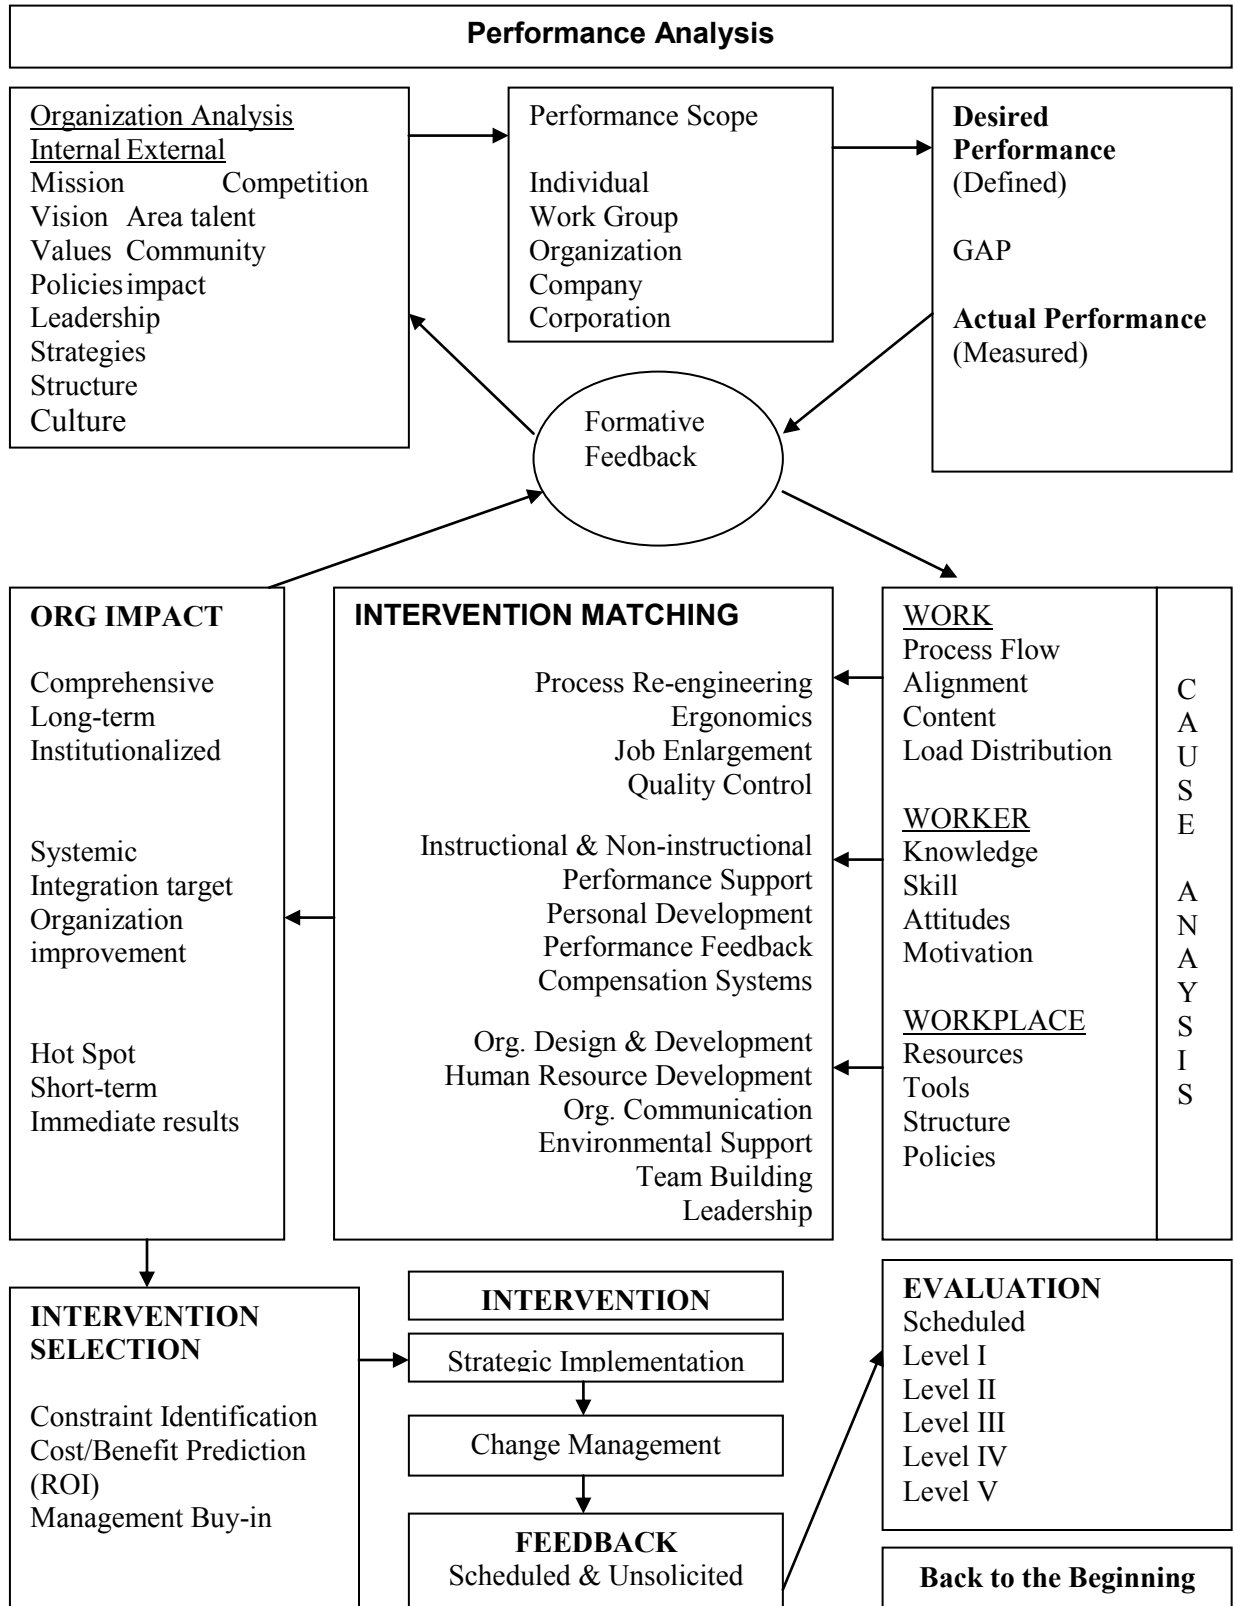 Performance Analysis
Organization Analysis
Internal External
Mission Competition
Vision Area talent
Values Community
Policies impact
Leadership
Strategies
Structure
Culture
Performance Scope
Individual
Work Group
Organization
Company
Corporation
Desired
Performance
(Defined)
GAP
Actual Performance
(Measured)
Formative
Feedback
ORG IMPACT
Comprehensive
Long-term
Institutionalized
Systemic
Integration target
Organization
improvement
Hot Spot
Short-term
Immediate results
INTERVENTION MATCHING
Process Re-engineering
Ergonomics
Job Enlargement
Quality Control
Instructional & Non-instructional
Performance Support
Personal Development
Performance Feedback
Compensation Systems
Org. Design & Development
Human Resource Development
Org. Communication
Environmental Support
Team Building
Leadership
WORK
Process Flow
Alignment
Content
Load Distribution
WORKER
Knowledge
Skill
Attitudes
Motivation
WORKPLACE
Resources
Tools
Structure
Policies
C
A
U
S
E
A
N
A
Y
S
I
S
INTERVENTION
SELECTION
Constraint Identification
Cost/Benefit Prediction
(ROI)
Management Buy-in
INTERVENTION
Strategic Implementation
Change Management
FEEDBACK
Scheduled & Unsolicited
EVALUATION
Scheduled
Level I
Level II
Level III
Level IV
Level V
Back to the Beginning